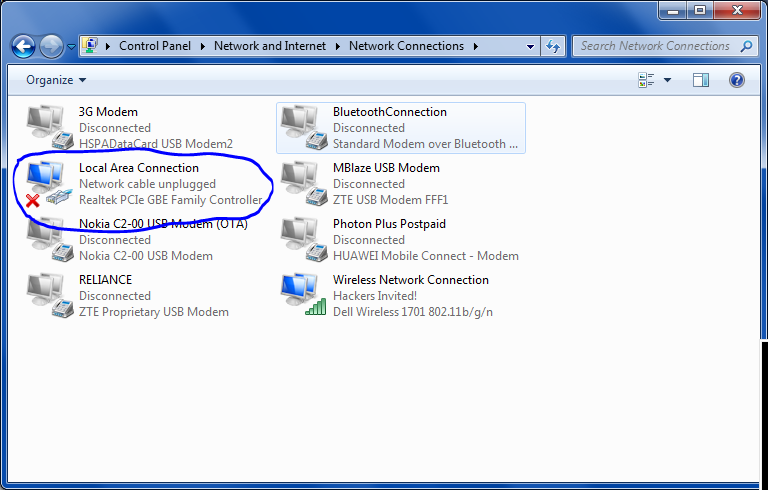 Control Panel Network and Internet Network Connections Search Network Connections
Organize
3G Modem
Disconnected
HSPADataCard USB Modem2
BluetoothConnection
Disconnected
Standard Modem over Bluetooth ...
Local Area Connection
Network cable unplugged
Realtek PCIe GBE Family Controller
MBlaze USB Modem
Disconnected
ZTE USB Modem FFF1
Nokia C2-00 USB Modem (OTA)
Disconnected
Nokia C2-00 USB Modem
Photon Plus Postpaid
Disconnected
HUAWEI Mobile Connect - Modem
RELIANCE
Disconnected
ZTE Proprietary USB Modem
Wireless Network Connection
Hackers Invited!
Dell Wireless 1701 802.11b/g/n